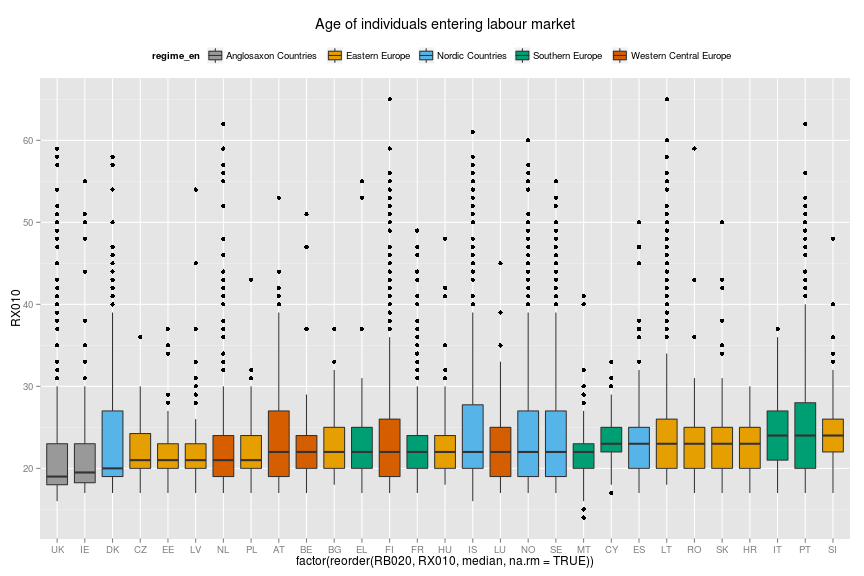 Age of individuals entering labour market
regime_en Anglosaxon Countries Eastern Europe Nordic Countries Southern Europe Western Central Europe
RX010
60
50
40
30
20
UK IE DK CZ EE LV NL PL AT BE BG EL FI FR HU IS LU NO SE MT CY ES LT RO SK HR IT PT SI
factor(reorder(RB020, RX010, median, na.rm = TRUE))